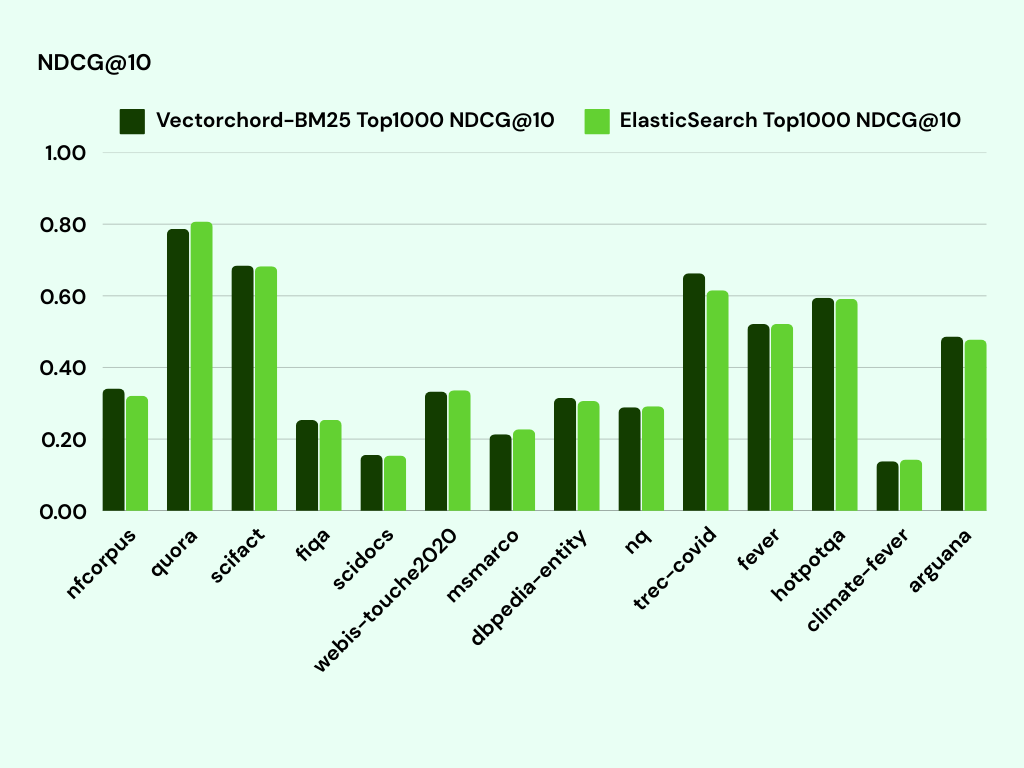 NDCG@10
Vectorchord-BM25 Top1000 NDCG@10
ElasticSearch Top1000 NDCG@10
1.00
0.80
0.60
0.40
0.20
0.00
nfcorpus
quora
scifact
fiqa
scidocs
webis-touche2020
msmarco
dbpedia-entity
nq
trec-covid
fever
hotpotqa
climate-fever
arguana